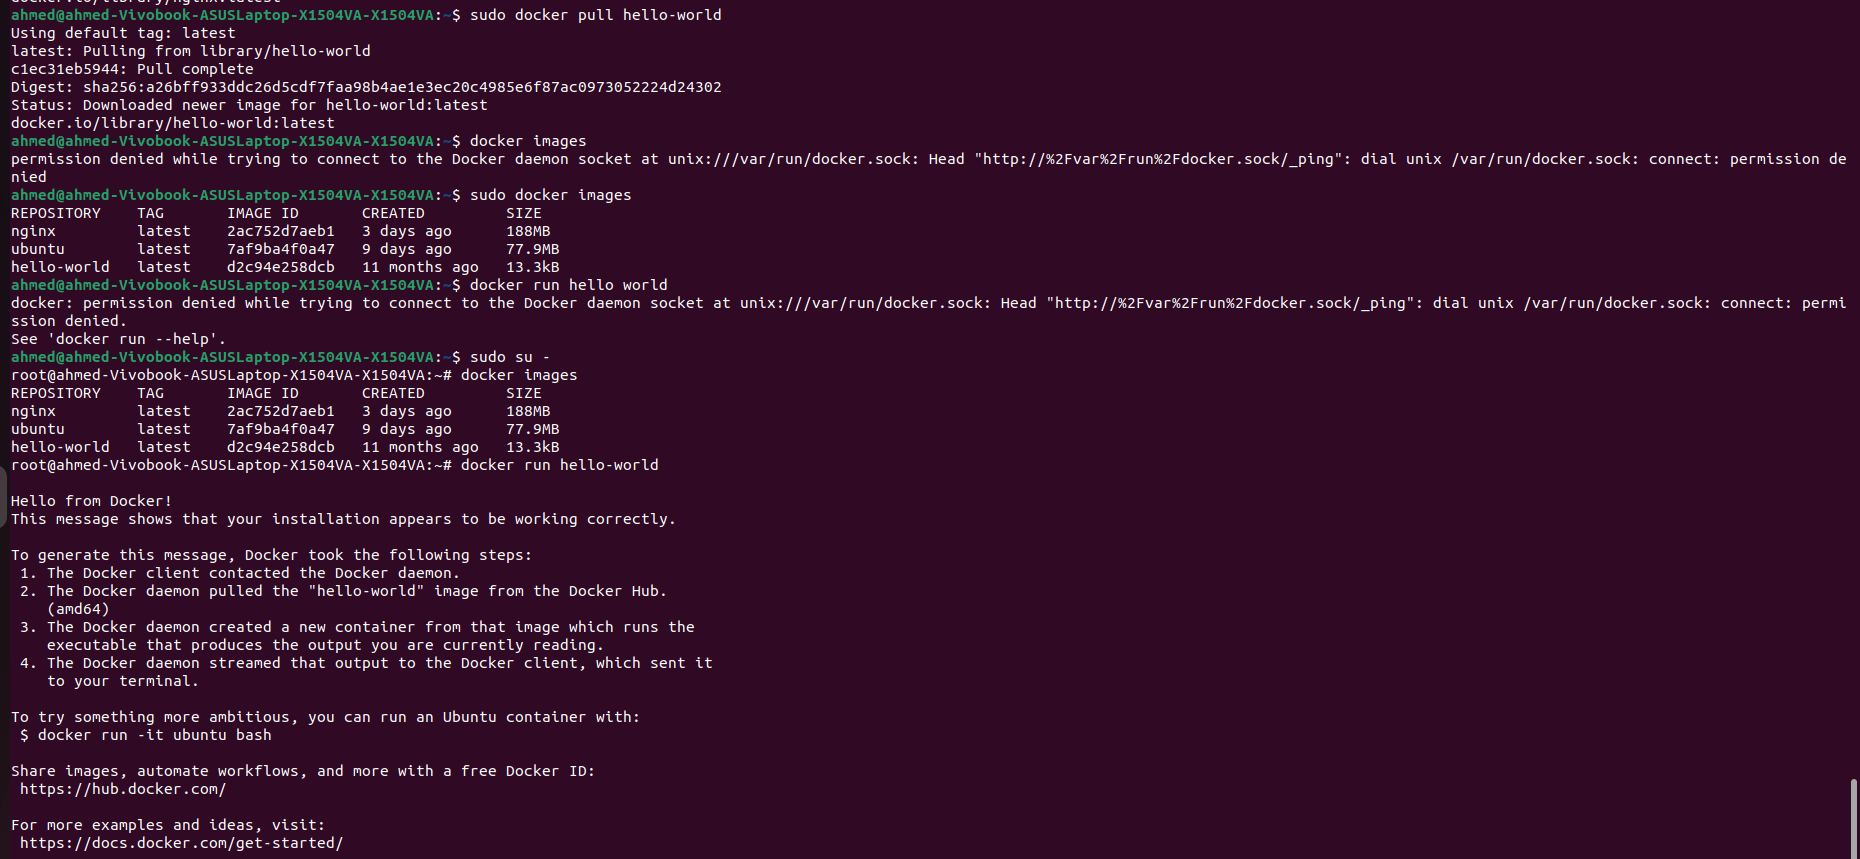 ahmed@ahmed-Vivobook-ASUSLaptop-X1504VA-X1504VA:~$ sudo docker pull hello-world
Using default tag: latest
latest: Pulling from library/hello-world
c1ec31eb5944: Pull complete
Digest: sha256:a26bff933ddc26d5cdf7faa98b4ae1e3ec20c4985e6f87ac0973052224d24302
Status: Downloaded newer image for hello-world:latest
docker.io/library/hello-world:latest
ahmed@ahmed-Vivobook-ASUSLaptop-X1504VA-X1504VA:~$ docker images
permission denied while trying to connect to the Docker daemon socket at unix:///var/run/docker.sock: Head "http://%2Fvar%2Frun%2Fdocker.sock/_ping": dial unix /var/run/docker.sock: connect: permission de
nied
ahmed@ahmed-Vivobook-ASUSLaptop-X1504VA-X1504VA:~$ sudo docker images
REPOSITORY    TAG       IMAGE ID       CREATED         SIZE
nginx         latest    2ac752d7aeb1   3 days ago      188MB
ubuntu        latest    7af9ba4f0a47   9 days ago      77.9MB
hello-world   latest    d2c94e258dcb   11 months ago   13.3kB
ahmed@ahmed-Vivobook-ASUSLaptop-X1504VA-X1504VA:~$ docker run hello world
docker: permission denied while trying to connect to the Docker daemon socket at unix:///var/run/docker.sock: Head "http://%2Fvar%2Frun%2Fdocker.sock/_ping": dial unix /var/run/docker.sock: connect: permi
ssion denied.
See 'docker run --help'.
ahmed@ahmed-Vivobook-ASUSLaptop-X1504VA-X1504VA:~$ sudo su -
root@ahmed-Vivobook-ASUSLaptop-X1504VA-X1504VA:~# docker images
REPOSITORY    TAG       IMAGE ID       CREATED         SIZE
nginx         latest    2ac752d7aeb1   3 days ago      188MB
ubuntu        latest    7af9ba4f0a47   9 days ago      77.9MB
hello-world   latest    d2c94e258dcb   11 months ago   13.3kB
root@ahmed-Vivobook-ASUSLaptop-X1504VA-X1504VA:~# docker run hello-world
Hello from Docker!
This message shows that your installation appears to be working correctly.
To generate this message, Docker took the following steps:
 1. The Docker client contacted the Docker daemon.
 2. The Docker daemon pulled the "hello-world" image from the Docker Hub.
    (amd64)
 3. The Docker daemon created a new container from that image which runs the
    executable that produces the output you are currently reading.
 4. The Docker daemon streamed that output to the Docker client, which sent it
    to your terminal.
To try something more ambitious, you can run an Ubuntu container with:
 $ docker run -it ubuntu bash
Share images, automate workflows, and more with a free Docker ID:
 https://hub.docker.com/
For more examples and ideas, visit:
 https://docs.docker.com/get-started/